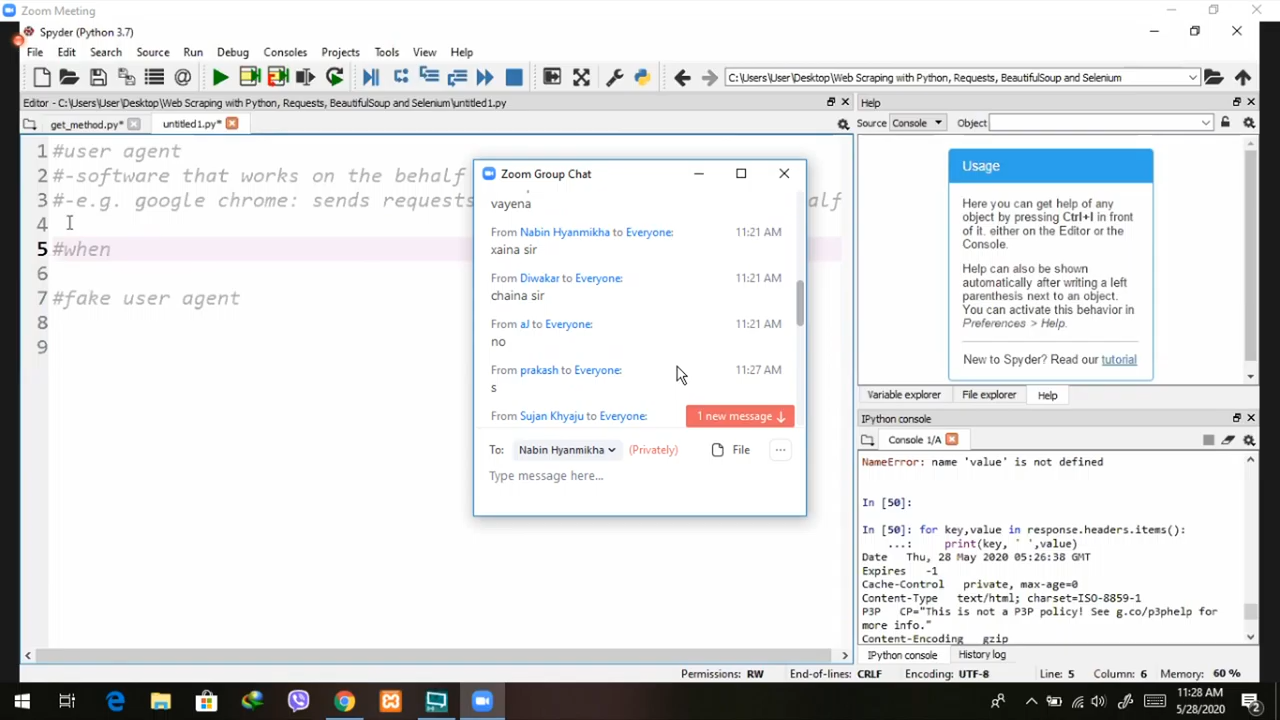 Zoom Meeting
Spyder (Python 3.7)
File Edit Search Source Run Debug Consoles Projects Tools View Help
C:\Users\User\Desktop\Web Scraping with Python, Requests, BeautifulSoup and Selenium
Editor - C:\Users\User\Desktop\Web Scraping with Python, Requests, BeautifulSoup and Selenium\untitled1.py
get_method.py*
untitled1.py*
1 #user agent
2 #-software that works on the behalf
3 #-e.g. google chrome: sends requests
4
5 #when
6
7 #fake user agent
8
9
Zoom Group Chat
vayena
From Nabin Hyanmikha to Everyone: 11:21 AM
xaina sir
From Diwakar to Everyone: 11:21 AM
chaina sir
From aJ to Everyone: 11:21 AM
no
From prakash to Everyone: 11:27 AM
s
From Sujan Khyaju to Everyone:
1 new message
To: Nabin Hyanmikha (Privately) File
Type message here...
Help
Source Console Object
Usage
Here you can get help of any
object by pressing Ctrl+I in front
of it. either on the Editor or the
Console.
Help can also be shown
automatically after writing a left
parenthesis next to an object.
You can activate this behavior in
Preferences > Help.
New to Spyder? Read our tutorial
Variable explorer File explorer Help
IPython console
Console 1/A
NameError: name 'value' is not defined
In [50]:
In [50]: for key,value in response.headers.items():
...: print(key, ' ',value)
Date Thu, 28 May 2020 05:26:38 GMT
Expires -1
Cache-Control private, max-age=0
Content-Type text/html; charset=ISO-8859-1
P3P CP="This is not a P3P policy! See g.co/p3phelp for
more info."
Content-Encoding gzip
IPython console History log
Permissions: RW End-of-lines: CRLF Encoding: UTF-8 Line: 5 Column: 6 Memory: 60 %
11:28 AM
5/28/2020
2